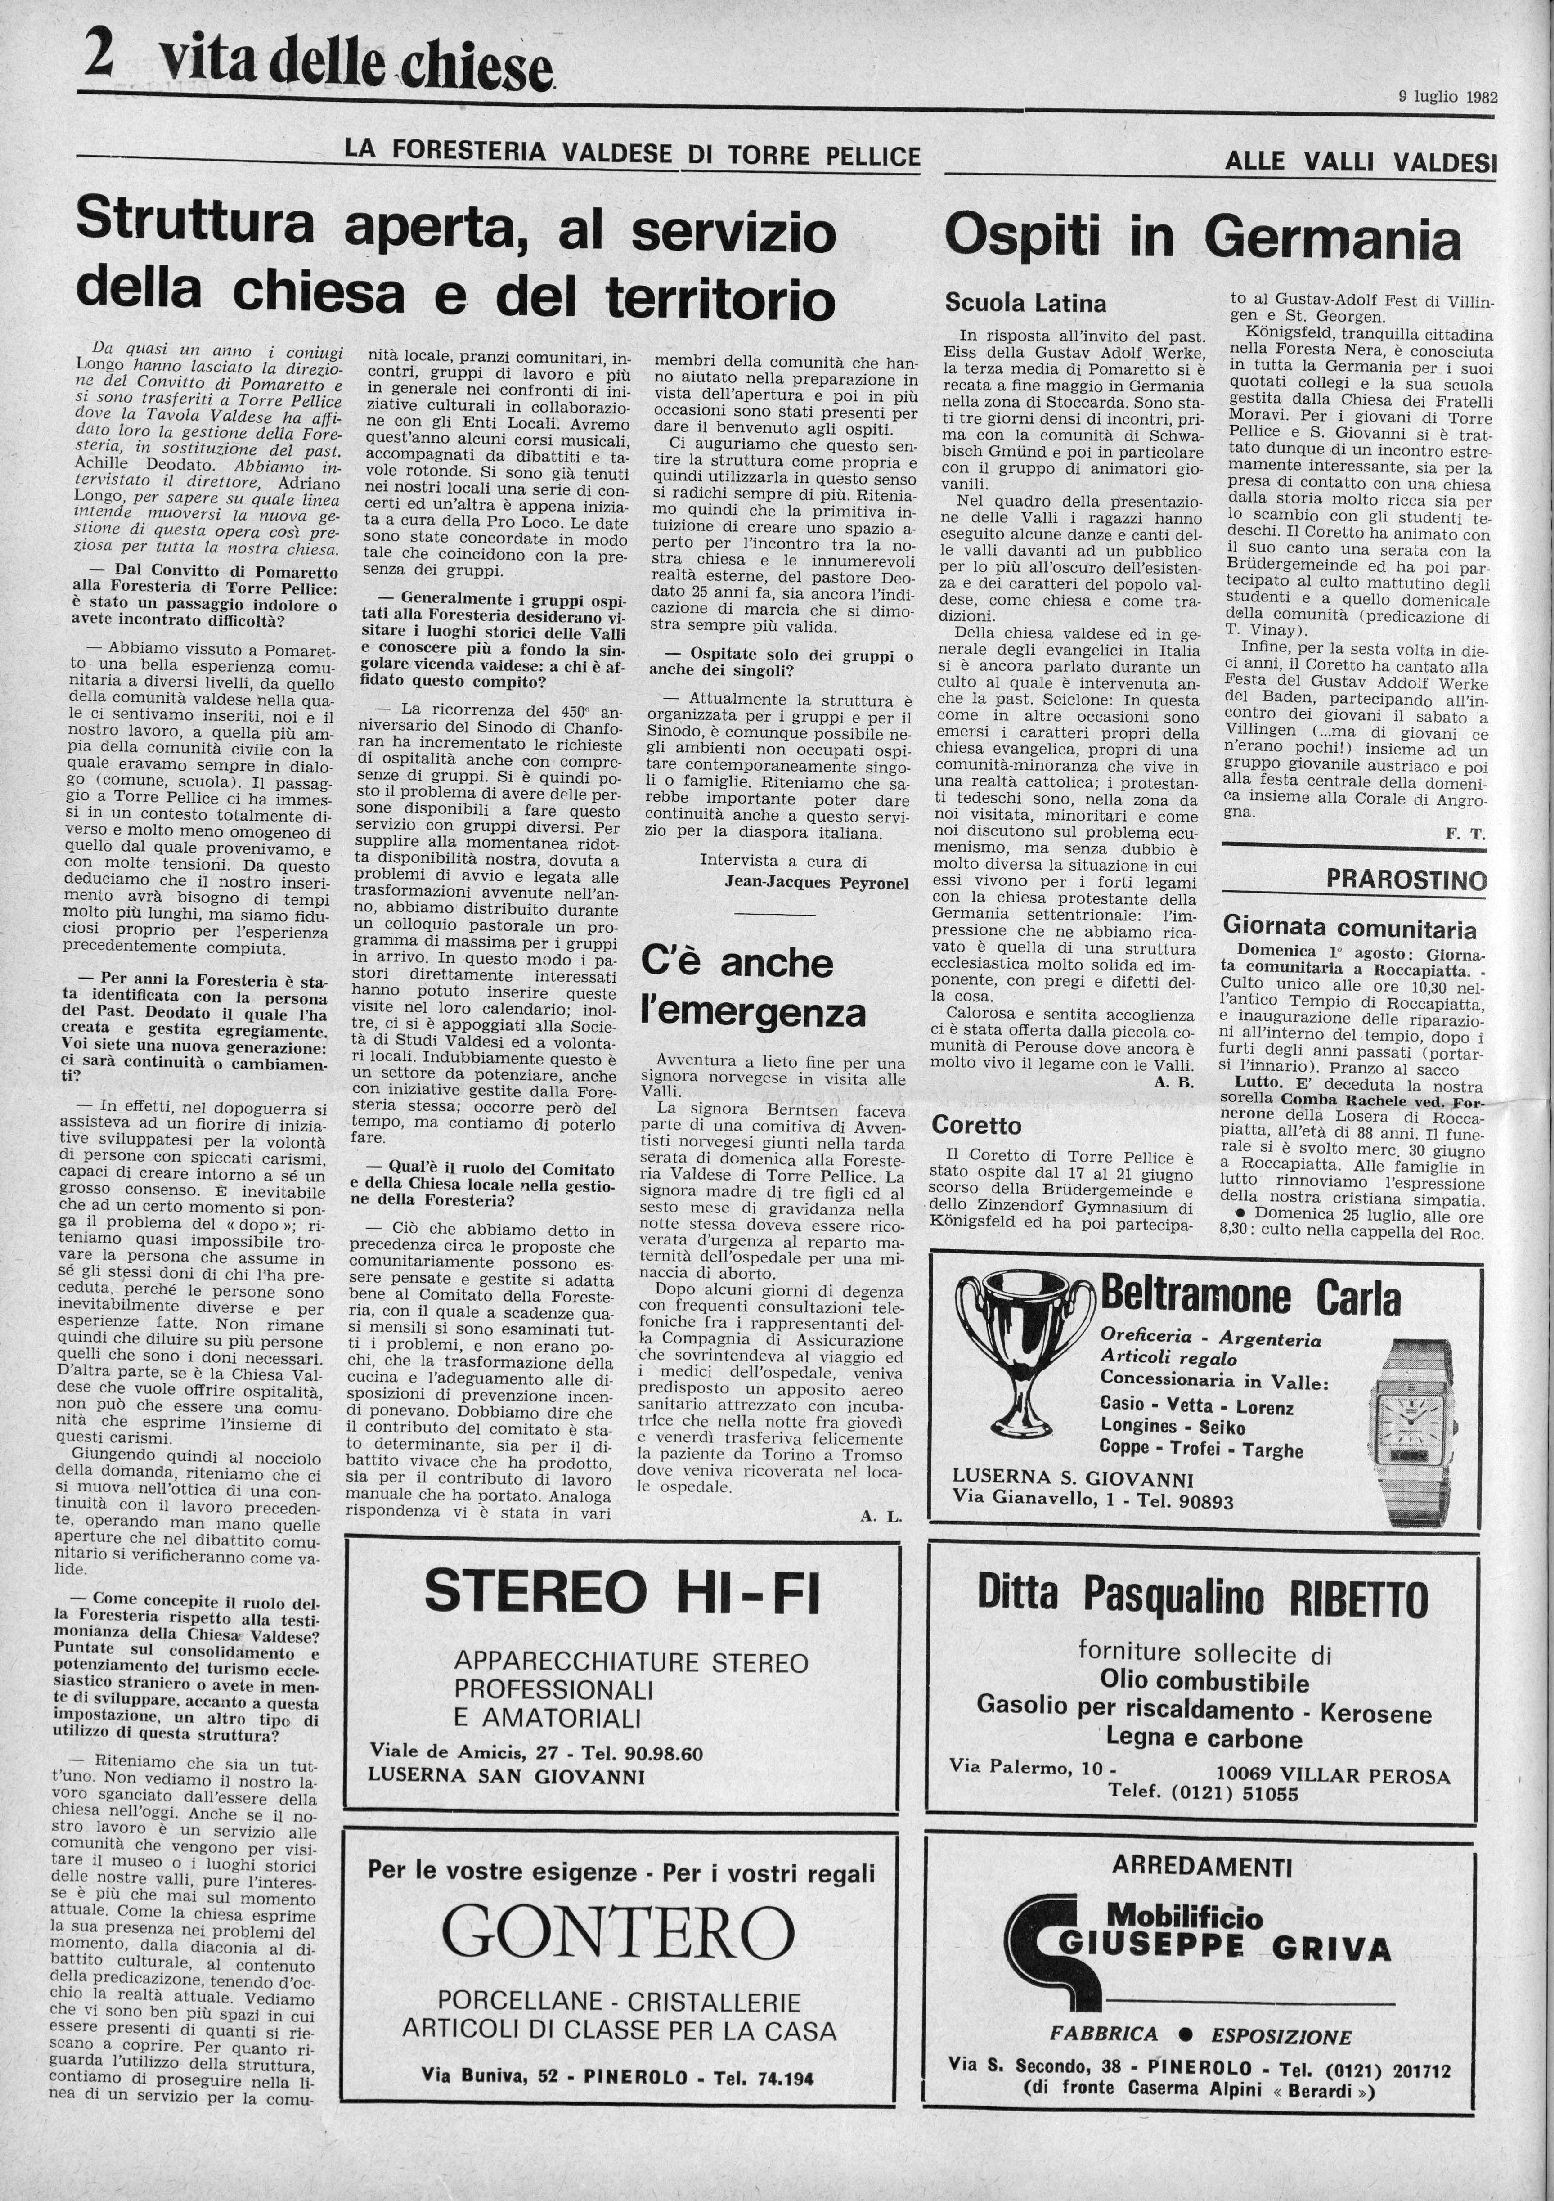 2 vita delle chiese
9 luglio 1982
LA FORESTERIA VALDESE DI TORRE PELLICE
Struttura aperta, al servizio
della chiesa e del territorio
Da quasi un anno i coniugi
Longo hanno lasciato la direzio-
ne del Convitto di Pomaretto e
si sono trasferiti a Torre Pellice
dove la Tavola Valdese ha affi-
dato loro la gestione della Fore-
steria, in sostituzione del past.
Achille Deodato. Abbiamo in-
tervistato il direttore, Adriano
Longo, per sapere su quale linea
intende muoversi la nuova ge-
stione di questa opera così pre-
ziosa per tutta la nostra chiesa.
— Dal Convitto di Pomaretto
alla Foresteria di Torre Pellice:
è stato un passaggio indolore o
avete incontrato difficoltà?
— Abbiamo vissuto a Pomaret-
to una bella esperienza comu-
nitaria a diversi livelli, da quello
della comunità valdese nella qua-
le ci sentivamo inseriti, noi e il
nostro lavoro, a quella più am-
pia della comunità civile con la
quale eravamo sempre in dialo-
go (comune, scuola). Il passag-
gio a Torre Pellice ci ha immes-
si in un contesto totalmente di-
verso e molto meno omogeneo di
quello dal quale provenivamo, e
con molte tensioni. Da questo
deduciamo che il nostro inseri-
mento avrà bisogno di tempi
molto più lunghi, ma siamo fidu-
ciosi proprio per l'esperienza
precedentemente compiuta.
— Per anni la Foresteria è sta-
ta identificata con la persona
del Past. Deodato il quale l'ha
creata e gestita egregiamente.
Voi siete una nuova generazione:
ci sarà continuità o cambiamen-
ti?
— In effetti, nel dopoguerra si
assisteva ad un fiorire di inizia-
tive sviluppatesi per la volontà
di persone con spiccati carismi,
capaci di creare intorno a sé un
grosso consenso. E inevitabile
che ad un certo momento si pon-
ga il problema del « dopo »; ri-
teniamo quasi impossibile tro-
vare la persona che assume in
sé gli stessi doni di chi l'ha pre-
ceduta, perché le persone sono
inevitabilmente diverse e per
esperienze fatte. Non rimane
quindi che diluire su più persone
quelli che sono i doni necessari.
D'altra parte, se è la Chiesa Val-
dese che vuole offrire ospitalità,
non può che essere una comu-
nità che esprime l'insieme di
questi carismi.
Giungendo quindi al nocciolo
della domanda, riteniamo che ci
si muova nell'ottica di una con-
tinuità con il lavoro preceden-
te, operando man mano quelle
aperture che nel dibattito comu-
nitario si verificheranno come va-
lide.
— Come concepite il ruolo del-
la Foresteria rispetto alla testi-
monianza della Chiesa Valdese?
Puntate sul consolidamento e
potenziamento del turismo eccle-
siastico straniero o avete in men-
te di sviluppare, accanto a questa
impostazione, un altro tipo di
utilizzo di questa struttura?
— Riteniamo che sia un tut-
t'uno. Non vediamo il nostro la-
voro sganciato dall'essere della
chiesa nell'oggi. Anche se il no-
stro lavoro è un servizio alle
comunità che vengono per visi-
tare il museo o i luoghi storici
delle nostre valli, pure l'interes-
se è più che mai sul momento
attuale. Come la chiesa esprime
la sua presenza nei problemi del
momento, dalla diaconia al di-
battito culturale, al contenuto
della predicazizone, tenendo d'oc-
chio la realtà attuale. Vediamo
che vi sono ben più spazi in cui
essere presenti di quanti si rie-
scano a coprire. Per quanto ri-
guarda l'utilizzo della struttura,
contiamo di proseguire nella li-
nea di un servizio per la comu-
nità locale, pranzi comunitari, in-
contri, gruppi di lavoro e più
in generale nei confronti di ini-
ziative culturali in collaborazio-
ne con gli Enti Locali. Avremo
quest'anno alcuni corsi musicali,
accompagnati da dibattiti e ta-
vole rotonde. Si sono già tenuti
nei nostri locali una serie di con-
certi ed un'altra è appena inizia-
ta a cura della Pro Loco. Le date
sono state concordate in modo
tale che coincidono con la pre-
senza dei gruppi.
— Generalmente i gruppi ospi-
tati alla Foresteria desiderano vi-
sitare i luoghi storici delle Valli
e conoscere più a fondo la sin-
golare vicenda valdese: a chi è af-
fidato questo compito?
— La ricorrenza del 450° an-
niversario del Sinodo di Chanfo-
ran ha incrementato le richieste
di ospitalità anche con compre-
senze di gruppi. Si è quindi po-
sto il problema di avere delle per-
sone disponibili a fare questo
servizio con gruppi diversi. Per
supplire alla momentanea ridot-
ta disponibilità nostra, dovuta a
problemi di avvio e legata alle
trasformazioni avvenute nell'an-
no, abbiamo distribuito durante
un colloquio pastorale un pro-
gramma di massima per i gruppi
in arrivo. In questo modo i pa-
stori direttamente interessati
hanno potuto inserire queste
visite nel loro calendario; inol-
tre, ci si è appoggiati alla Socie-
tà di Studi Valdesi ed a volonta-
ri locali. Indubbiamente questo è
un settore da potenziare, anche
con iniziative gestite dalla Fore-
steria stessa; occorre però del
tempo, ma contiamo di poterlo
fare.
— Qual'è il ruolo del Comitato
e della Chiesa locale nella gestio-
ne della Foresteria?
— Ciò che abbiamo detto in
precedenza circa le proposte che
comunitariamente possono es-
sere pensate e gestite si adatta
bene al Comitato della Foreste-
ria, con il quale a scadenze qua-
si mensili si sono esaminati tut-
ti i problemi, e non erano po-
chi, che la trasformazione della
cucina e l'adeguamento alle di-
sposizioni di prevenzione incen-
di ponevano. Dobbiamo dire che
il contributo del comitato è sta-
to determinante, sia per il di-
battito vivace che ha prodotto,
sia per il contributo di lavoro
manuale che ha portato. Analoga
rispondenza vi è stata in vari
membri della comunità che han-
no aiutato nella preparazione in
vista dell'apertura e poi in più
occasioni sono stati presenti per
dare il benvenuto agli ospiti.
Ci auguriamo che questo sen-
tire la struttura come propria e
quindi utilizzarla in questo senso
si radichi sempre di più. Ritenia-
mo quindi che la primitiva in-
tuizione di creare uno spazio a-
perto per l'incontro tra la no-
stra chiesa e le innumerevoli
realtà esterne, del pastore Deo-
dato 25 anni fa, sia ancora l'indi-
cazione di marcia che si dimo-
stra sempre più valida.
— Ospitate solo dei gruppi o
anche dei singoli?
— Attualmente la struttura è
organizzata per i gruppi e per il
Sinodo, è comunque possibile ne-
gli ambienti non occupati ospi-
tare contemporaneamente singo-
li o famiglie. Riteniamo che sa-
rebbe importante poter dare
continuità anche a questo servi-
zio per la diaspora italiana.
Intervista a cura di
Jean-Jacques Peyronel
C'è anche
l'emergenza
Avventura a lieto fine per una
signora norvegese in visita alle
Valli.
La signora Berntsen faceva
parte di una comitiva di Avven-
tisti norvegesi giunti nella tarda
serata di domenica alla Foreste-
ria Valdese di Torre Pellice. La
signora madre di tre figli ed al
sesto mese di gravidanza nella
notte stessa doveva essere rico-
verata d'urgenza al reparto ma-
ternità dell'ospedale per una mi-
naccia di aborto.
Dopo alcuni giorni di degenza
con frequenti consultazioni tele-
foniche fra i rappresentanti del-
la Compagnia di Assicurazione
che sovrintendeva al viaggio ed
i medici dell'ospedale, veniva
predisposto un apposito aereo
sanitario attrezzato con incuba-
trice che nella notte fra giovedì
e venerdì trasferiva felicemente
la paziente da Torino a Tromso
dove veniva ricoverata nel loca-
le ospedale.
A. L.
ALLE VALLI VALDESI
Ospiti in Germania
Scuola Latina
In risposta all'invito del past.
Eiss della Gustav Adolf Werke,
la terza media di Pomaretto si è
recata a fine maggio in Germania
nella zona di Stoccarda. Sono sta-
ti tre giorni densi di incontri, pri-
ma con la comunità di Schwa-
bisch Gmünd e poi in particolare
con il gruppo di animatori gio-
vanili.
Nel quadro della presentazio-
ne delle Valli i ragazzi hanno
eseguito alcune danze e canti del-
le valli davanti ad un pubblico
per lo più all'oscuro dell'esisten-
za e dei caratteri del popolo val-
dese, come chiesa e come tra-
dizioni.
Della chiesa valdese ed in ge-
nerale degli evangelici in Italia
si è ancora parlato durante un
culto al quale è intervenuta an-
che la past. Sciclone: In questa
come in altre occasioni sono
emersi i caratteri propri della
chiesa evangelica, propri di una
comunità-minoranza che vive in
una realtà cattolica; i protestan-
ti tedeschi sono, nella zona da
noi visitata, minoritari e come
noi discutono sul problema ecu-
menismo, ma senza dubbio è
molto diversa la situazione in cui
essi vivono per i forti legami
con la chiesa protestante della
Germania settentrionale: l'im-
pressione che ne abbiamo rica-
vato è quella di una struttura
ecclesiastica molto solida ed im-
ponente, con pregi e difetti del-
la cosa.
Calorosa e sentita accoglienza
ci è stata offerta dalla piccola co-
munità di Perouse dove ancora è
molto vivo il legame con le Valli.
A. B.
Coretto
Il Coretto di Torre Pellice è
stato ospite dal 17 al 21 giugno
scorso della Brüdergemeinde e
dello Zinzendorf Gymnasium di
Königsfeld ed ha poi partecipa-
to al Gustav-Adolf Fest di Villin-
gen e St. Georgen.
Königsfeld, tranquilla cittadina
nella Foresta Nera, è conosciuta
in tutta la Germania per i suoi
quotati collegi e la sua scuola
gestita dalla Chiesa dei Fratelli
Moravi. Per i giovani di Torre
Pellice e S. Giovanni si è trat-
tato dunque di un incontro estre-
mamente interessante, sia per la
presa di contatto con una chiesa
dalla storia molto ricca sia per
lo scambio con gli studenti te-
deschi. Il Coretto ha animato con
il suo canto una serata con la
Brüdergemeinde ed ha poi par-
tecipato al culto mattutino degli
studenti e a quello domenicale
della comunità (predicazione di
T. Vinay).
Infine, per la sesta volta in die-
ci anni, il Coretto ha cantato alla
Festa del Gustav Addolf Werke
del Baden, partecipando all'in-
contro dei giovani il sabato a
Villingen (...ma di giovani ce
n'erano pochi!) insieme ad un
gruppo giovanile austriaco e poi
alla festa centrale della domeni-
ca insieme alla Corale di Angro-
gna.
F. T.
PRAROSTINO
Giornata comunitaria
Domenica 1° agosto: Giorna-
ta comunitaria a Roccapiatta. -
Culto unico alle ore 10,30 nel-
l'antico Tempio di Roccapiatta,
e inaugurazione delle riparazio-
ni all'interno del tempio, dopo i
furti degli anni passati (portar-
si l'innario). Pranzo al sacco
Lutto. E' deceduta la nostra
sorella Comba Rachele ved. For-
nerone della Losera di Rocca-
piatta, all'età di 88 anni. Il fune-
rale si è svolto merc. 30 giugno
a Roccapiatta. Alle famiglie in
lutto rinnoviamo l'espressione
della nostra cristiana simpatia.
● Domenica 25 luglio, alle ore
8,30: culto nella cappella del Roc.
Beltramone Carla
Oreficeria - Argenteria
Articoli regalo
Concessionaria in Valle:
Casio - Vetta - Lorenz
Longines - Seiko
Coppe - Trofei - Targhe
LUSERNA S. GIOVANNI
Via Gianavello, 1 - Tel. 90893
STEREO HI-FI
APPARECCHIATURE STEREO
PROFESSIONALI
E AMATORIALI
Viale de Amicis, 27 - Tel. 90.98.60
LUSERNA SAN GIOVANNI
Ditta Pasqualino RIBETTO
forniture sollecite di
Olio combustibile
Gasolio per riscaldamento - Kerosene
Legna e carbone
Via Palermo, 10 - 10069 VILLAR PEROSA
Telef. (0121) 51055
Per le vostre esigenze - Per i vostri regali
GONTERO
PORCELLANE - CRISTALLERIE
ARTICOLI DI CLASSE PER LA CASA
Via Buniva, 52 - PINEROLO - Tel. 74.194
ARREDAMENTI
Mobilificio
GIUSEPPE GRIVA
FABBRICA ● ESPOSIZIONE
Via S. Secondo, 38 - PINEROLO - Tel. (0121) 201712
(di fronte Caserma Alpini « Berardi »)